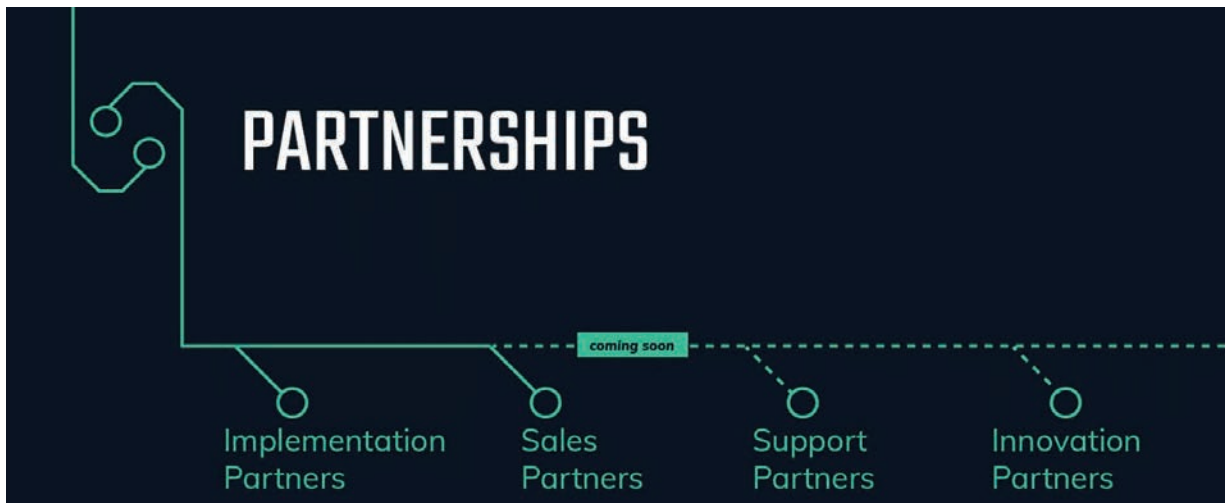 PARTNERSHIPS
coming soon
Implementation
Partners
Sales
Partners
Support
Partners
Innovation
Partners